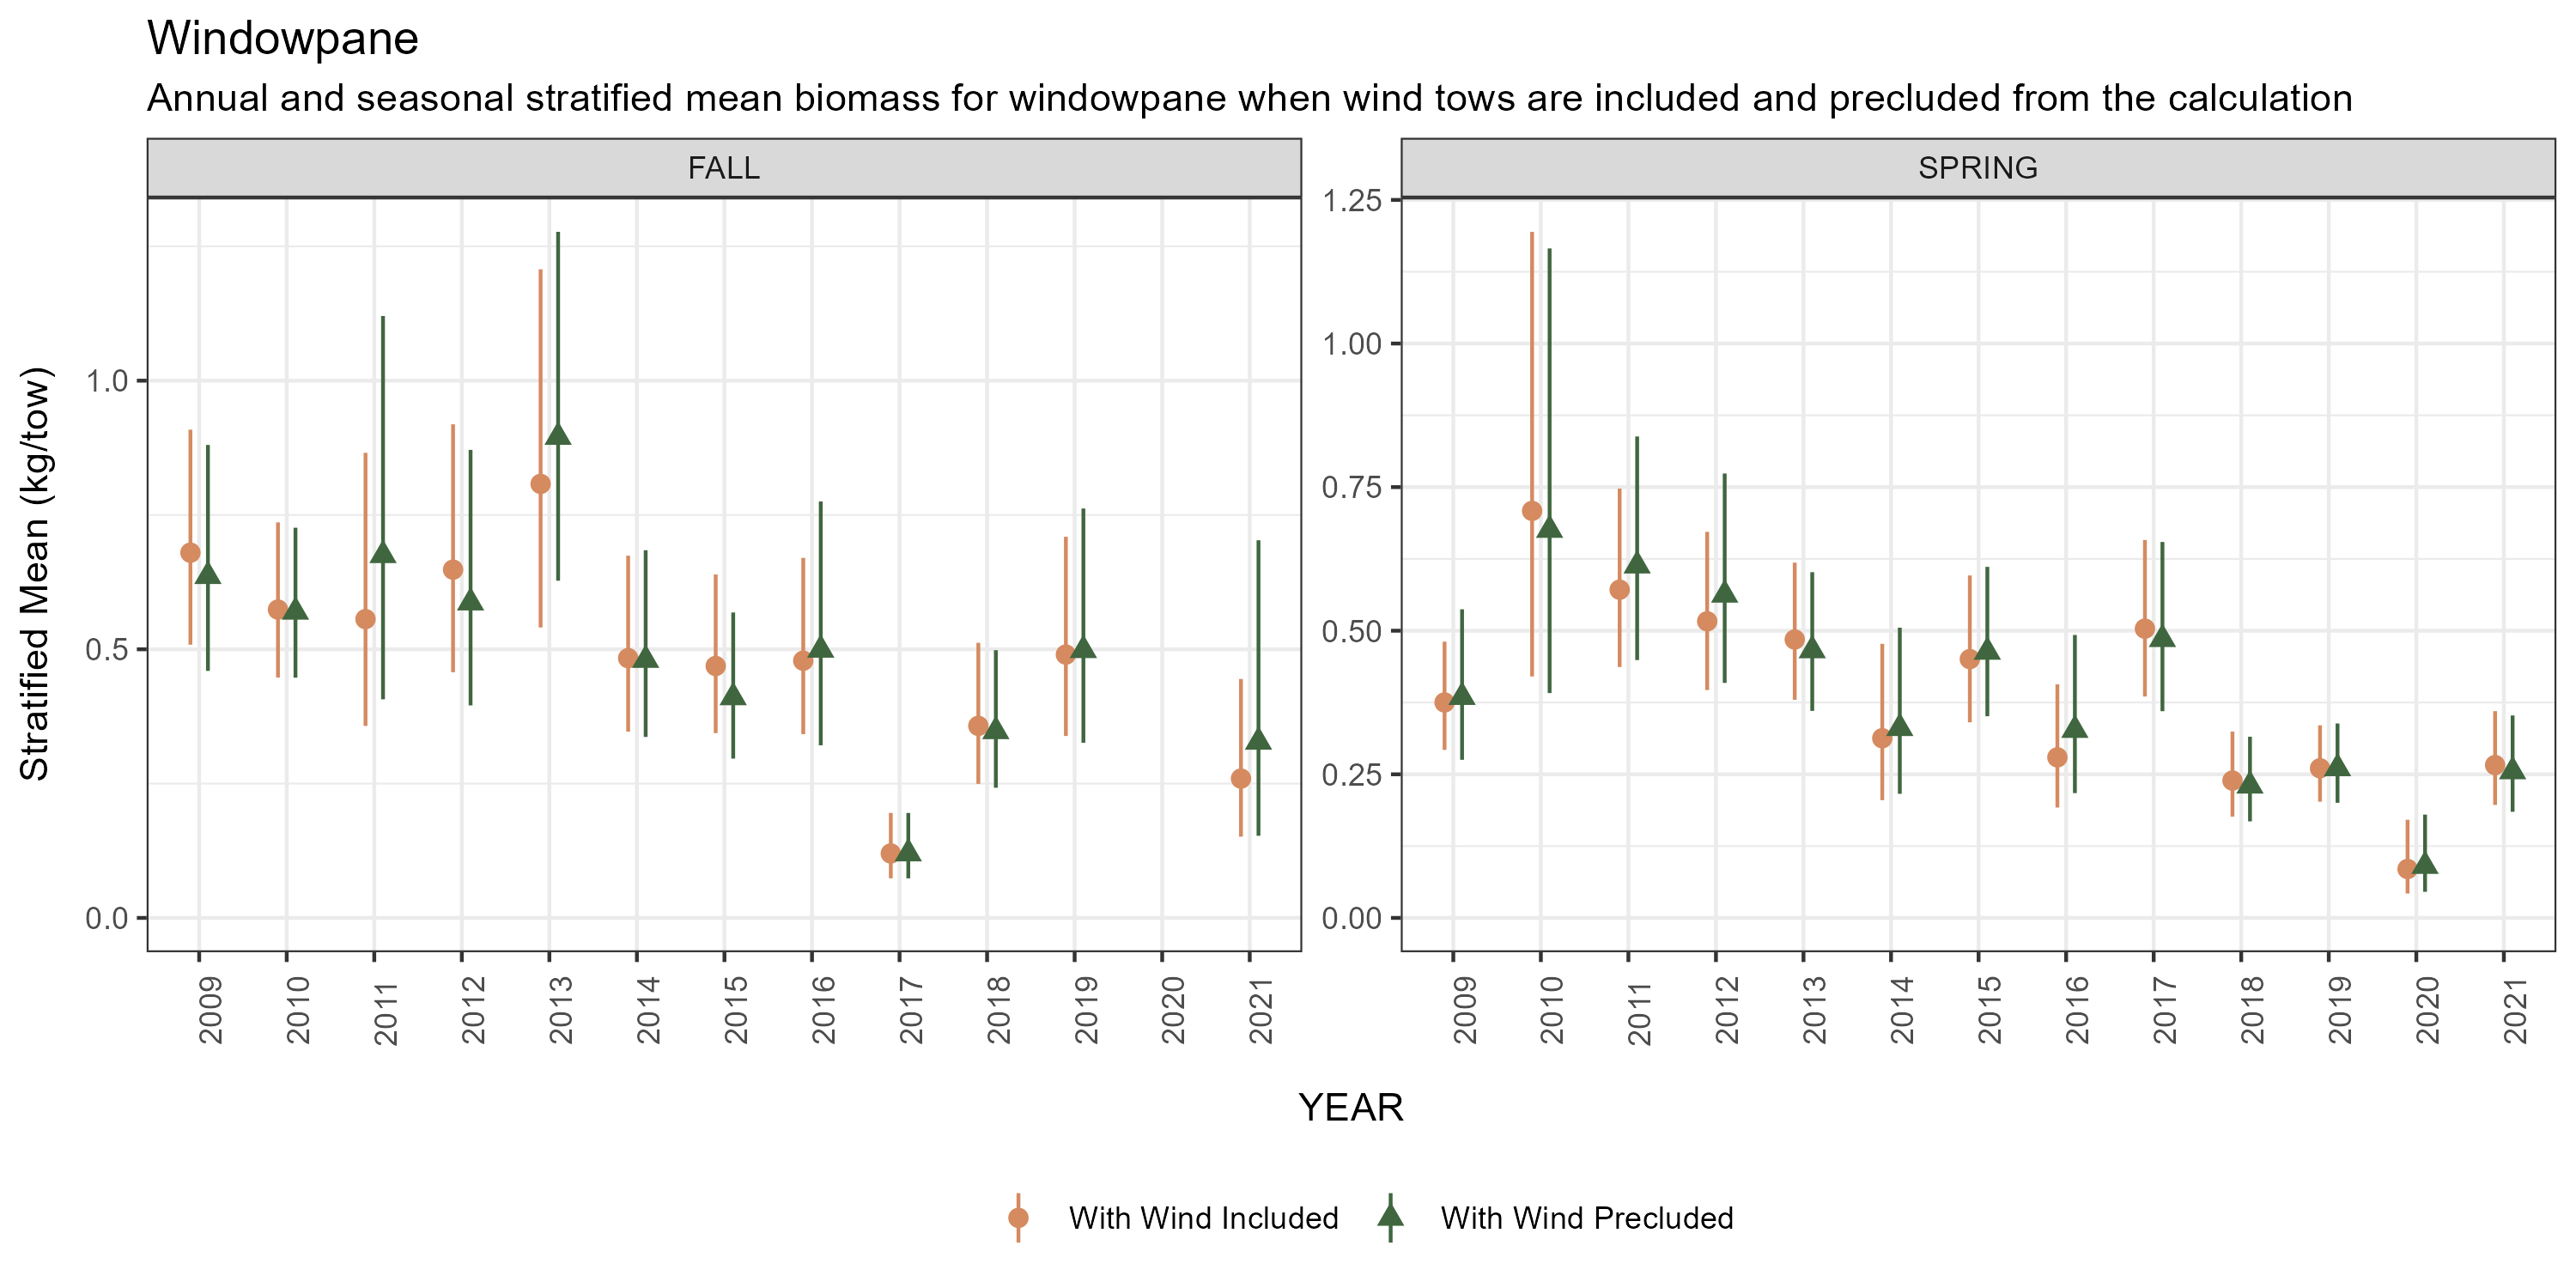 Windowpane
Annual and seasonal stratified mean biomass for windowpane when wind tows are included and precluded from the calculation
FALL
SPRING
Stratified Mean (kg/tow)
1.0
0.5
0.0
1.25
1.00
0.75
0.50
0.25
0.00
2009 2010 2011 2012 2013 2014 2015 2016 2017 2018 2019 2020 2021
2009 2010 2011 2012 2013 2014 2015 2016 2017 2018 2019 2020 2021
YEAR
With Wind Included
With Wind Precluded